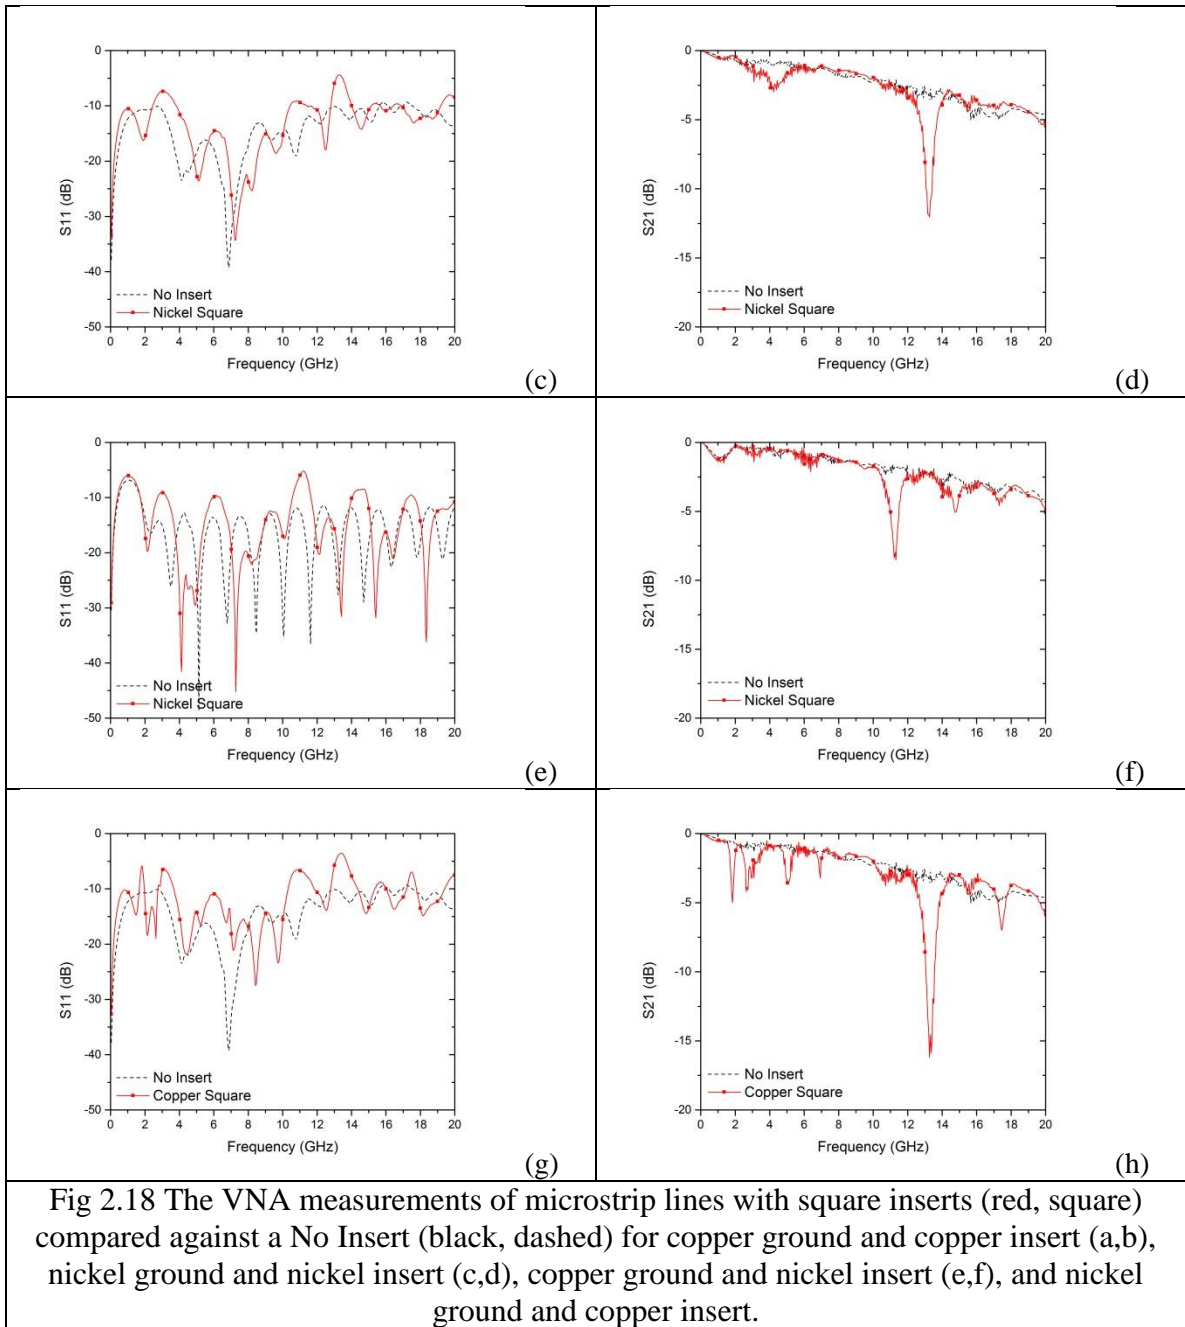 0
-10
-20
-30
-40
-50
S11 (dB)
No Insert
Nickel Square
0 2 4 6 8 10 12 14 16 18 20
Frequency (GHz)
(c)
0
-5
-10
-15
-20
S21 (dB)
No Insert
Nickel Square
0 2 4 6 8 10 12 14 16 18 20
Frequency (GHz)
(d)
0
-10
-20
-30
-40
-50
S11 (dB)
No Insert
Nickel Square
0 2 4 6 8 10 12 14 16 18 20
Frequency (GHz)
(e)
0
-5
-10
-15
-20
S21 (dB)
No Insert
Nickel Square
0 2 4 6 8 10 12 14 16 18 20
Frequency (GHz)
(f)
0
-10
-20
-30
-40
-50
S11 (dB)
No Insert
Copper Square
0 2 4 6 8 10 12 14 16 18 20
Frequency (GHz)
(g)
0
-5
-10
-15
-20
S21 (dB)
No Insert
Copper Square
0 2 4 6 8 10 12 14 16 18 20
Frequency (GHz)
(h)
Fig 2.18 The VNA measurements of microstrip lines with square inserts (red, square)
compared against a No Insert (black, dashed) for copper ground and copper insert (a,b),
nickel ground and nickel insert (c,d), copper ground and nickel insert (e,f), and nickel
ground and copper insert.